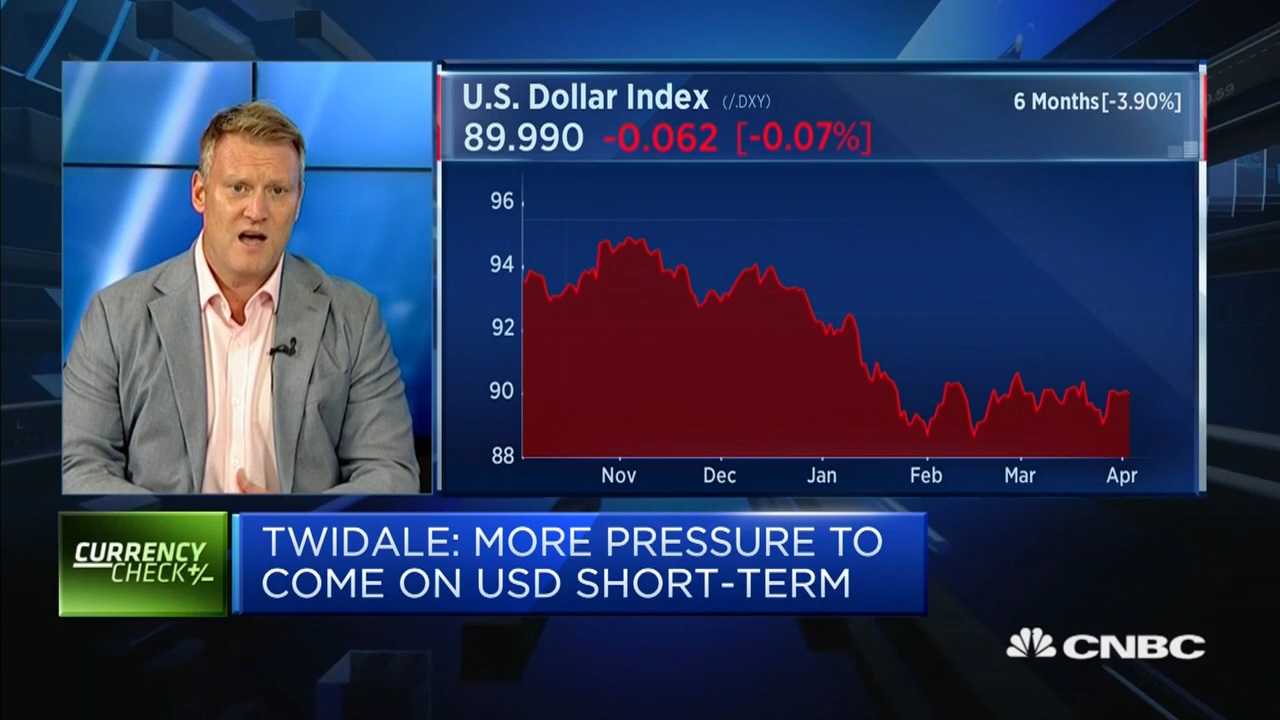 U.S. Dollar Index (/.DXY)
6 Months[-3.90%]
89.990 -0.062 [-0.07%]
96
94
92
90
88
Nov Dec Jan Feb Mar Apr
CURRENCY
CHECK+/-
TWIDALE: MORE PRESSURE TO
COME ON USD SHORT-TERM
CNBC